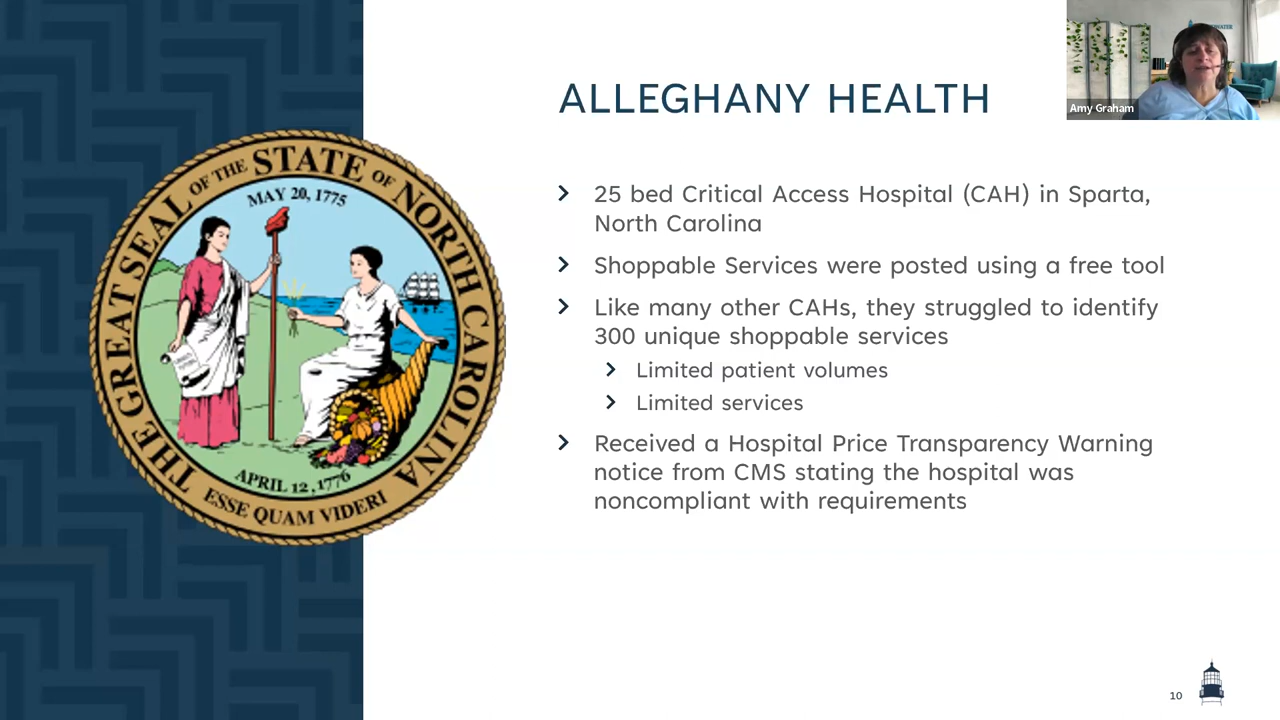 ALLEGHANY HEALTH
Amy Graham
25 bed Critical Access Hospital (CAH) in Sparta,
North Carolina
Shoppable Services were posted using a free tool
Like many other CAHs, they struggled to identify
300 unique shoppable services
Limited patient volumes
Limited services
Received a Hospital Price Transparency Warning
notice from CMS stating the hospital was
noncompliant with requirements
THE GREAT SEAL OF THE STATE OF NORTH CAROLINA
MAY 20, 1775
APRIL 12, 1776
ESSE QUAM VIDERI
10